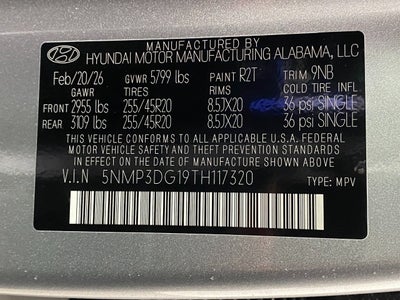 MANUFACTURED BY
HYUNDAI MOTOR MANUFACTURING ALABAMA, LLC
Feb/20/26 GVWR 5799 lbs PAINT R2T TRIM 9NB
GAWR TIRES RIMS COLD TIRE INFL
FRONT 2955 lbs 255/45R20 8.5JX20 36 psi SINGLE
REAR 3109 lbs 255/45R20 8.5JX20 36 psi SINGLE
THIS VEHICLE CONFORMS TO ALL APPLICABLE U.S.A FEDERAL
MOTOR VEHICLE SAFETY AND THEFT PREVENTION STANDARDS
IN EFFECT ON THE DATE OF MANUFACTURE SHOWN ABOVE.
V.I.N 5NMP3DG19TH117320 TYPE: MPV